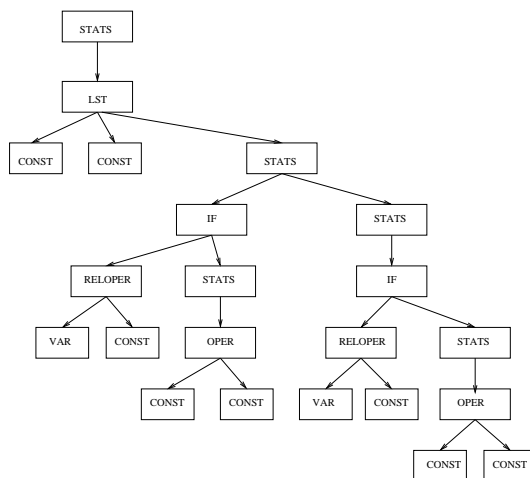 STATS
LST
CONST CONST STATS
IF STATS
RELOPER STATS IF
VAR CONST OPER RELOPER STATS
CONST CONST VAR CONST OPER
CONST CONST